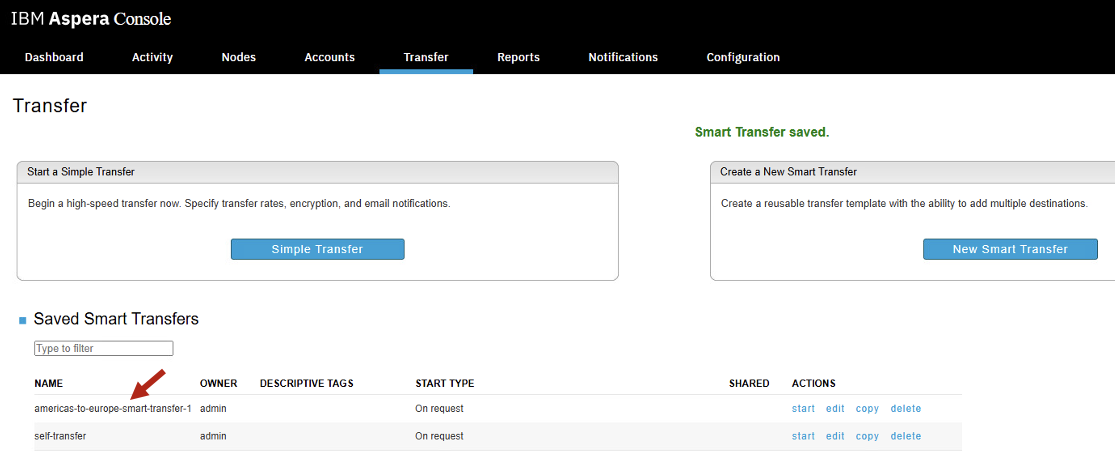 IBM Aspera Console
Dashboard Activity Nodes Accounts Transfer Reports Notifications Configuration
Transfer
Smart Transfer saved.
Start a Simple Transfer
Begin a high-speed transfer now. Specify transfer rates, encryption, and email notifications.
Simple Transfer
Create a New Smart Transfer
Create a reusable transfer template with the ability to add multiple destinations.
New Smart Transfer
Saved Smart Transfers
Type to filter
NAME OWNER DESCRIPTIVE TAGS START TYPE SHARED ACTIONS
americas-to-europe-smart-transfer-1 admin On request start edit copy delete
self-transfer admin On request start edit copy delete